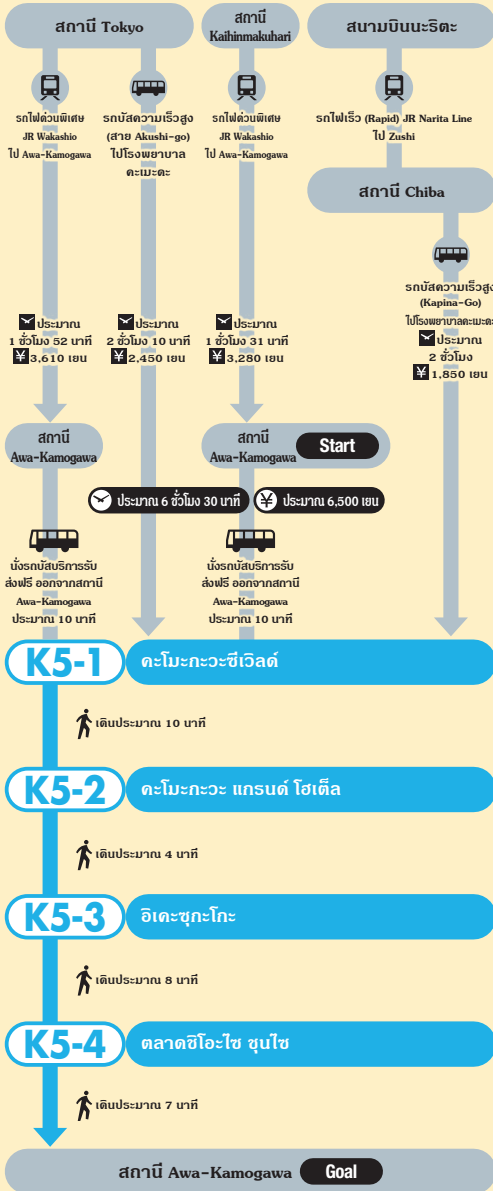 สถานี Tokyo
สถานี
Kaihinmakuhari
สนามบินนะริตะ
รถไฟด่วนพิเศษ
JR Wakashio
ไป Awa-Kamogawa
รถบัสความเร็วสูง
(สาย Akushi-go)
ไปโรงพยาบาล
คะเมะดะ
รถไฟด่วนพิเศษ
JR Wakashio
ไป Awa-Kamogawa
รถไฟเร็ว (Rapid) JR Narita Line
ไป Zushi
สถานี Chiba
รถบัสความเร็วสูง
(Kapina-Go)
ไปโรงพยาบาลคะเมะดะ
ประมาณ
2 ชั่วโมง
¥ 1,850 เยน
ประมาณ
1 ชั่วโมง 52 นาที
¥ 3,610 เยน
ประมาณ
2 ชั่วโมง 10 นาที
¥ 2,450 เยน
ประมาณ
1 ชั่วโมง 31 นาที
¥ 3,280 เยน
สถานี
Awa-Kamogawa
สถานี
Awa-Kamogawa
Start
ประมาณ 6 ชั่วโมง 30 นาที
¥ ประมาณ 6,500 เยน
นั่งรถบัสบริการรับ
ส่งฟรี ออกจากสถานี
Awa-Kamogawa
ประมาณ 10 นาที
นั่งรถบัสบริการรับ
ส่งฟรี ออกจากสถานี
Awa-Kamogawa
ประมาณ 10 นาที
K5-1 คะโมะกะวะซีเวิลด์
เดินประมาณ 10 นาที
K5-2 คะโมะกะวะ แกรนด์ โฮเต็ล
เดินประมาณ 4 นาที
K5-3 อิเคะซุกะโกะ
เดินประมาณ 8 นาที
K5-4 ตลาดชิโอะไซ ชุนไซ
เดินประมาณ 7 นาที
สถานี Awa-Kamogawa Goal